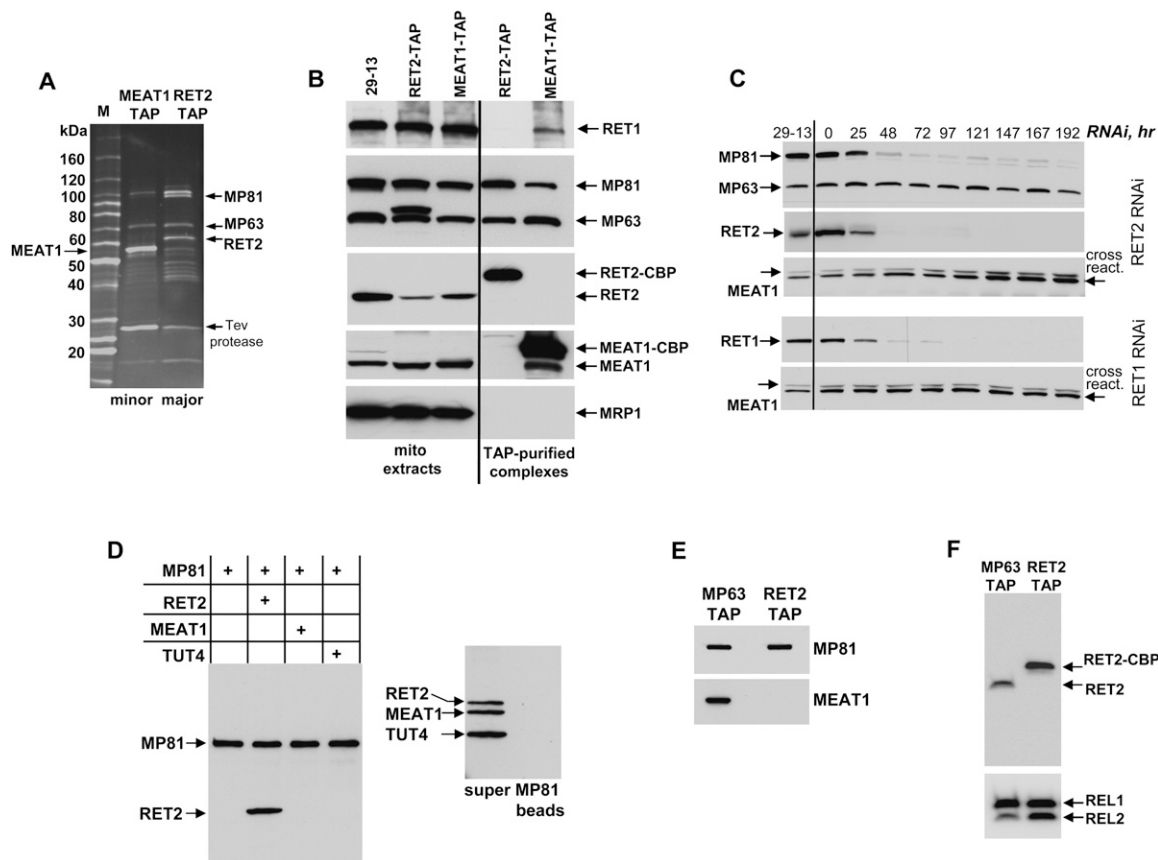 A
MEAT1 RET2
M TAP TAP
kDa
160
120
100
80
60
50
40
30
20
MP81
MP63
RET2
MEAT1
Tev
protease
minor major
B
29-13
RET2-TAP
MEAT1-TAP
RET2-TAP
MEAT1-TAP
RET1
MP81
MP63
RET2-CBP
RET2
MEAT1-CBP
MEAT1
MRP1
mito
extracts
TAP-purified
complexes
C
29-13 0 25 48 72 97 121 147 167 192 RNAi, hr
MP81
MP63
RET2
cross
react.
MEAT1
RET2 RNAi
RET1
cross
react.
MEAT1
RET1 RNAi
D
MP81 + + + +
RET2 +
MEAT1 +
TUT4 +
MP81
RET2
RET2
MEAT1
TUT4
super MP81
beads
E
MP63 RET2
TAP TAP
MP81
MEAT1
F
MP63 RET2
TAP TAP
RET2-CBP
RET2
REL1
REL2